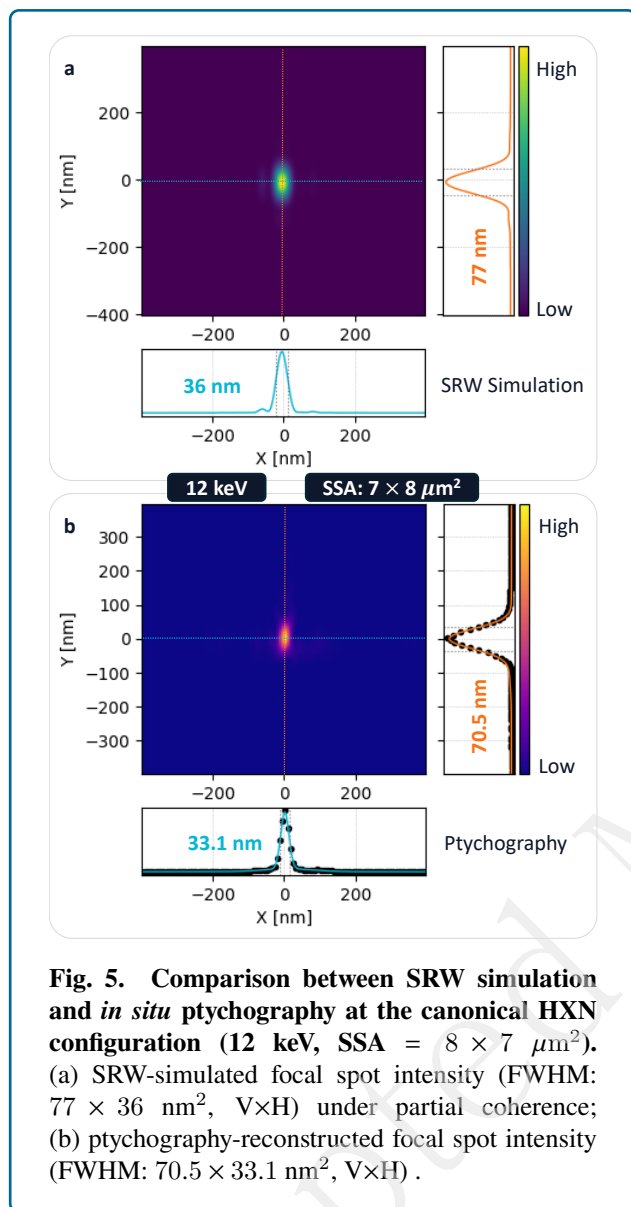 a
High
200
0
−200
−400
Y [nm]
77 nm
Low
−200 0 200
36 nm
SRW Simulation
−200 0 200
X [nm]
12 keV SSA: 7 × 8 μm²
b
High
300
200
100
0
−100
−200
−300
Y [nm]
70.5 nm
Low
−200 0 200
33.1 nm
Ptychography
−200 0 200
X [nm]
Fig. 5. Comparison between SRW simulation
and in situ ptychography at the canonical HXN
configuration (12 keV, SSA = 8 × 7 μm²).
(a) SRW-simulated focal spot intensity (FWHM:
77 × 36 nm², V×H) under partial coherence;
(b) ptychography-reconstructed focal spot intensity
(FWHM: 70.5 × 33.1 nm², V×H) .
pted